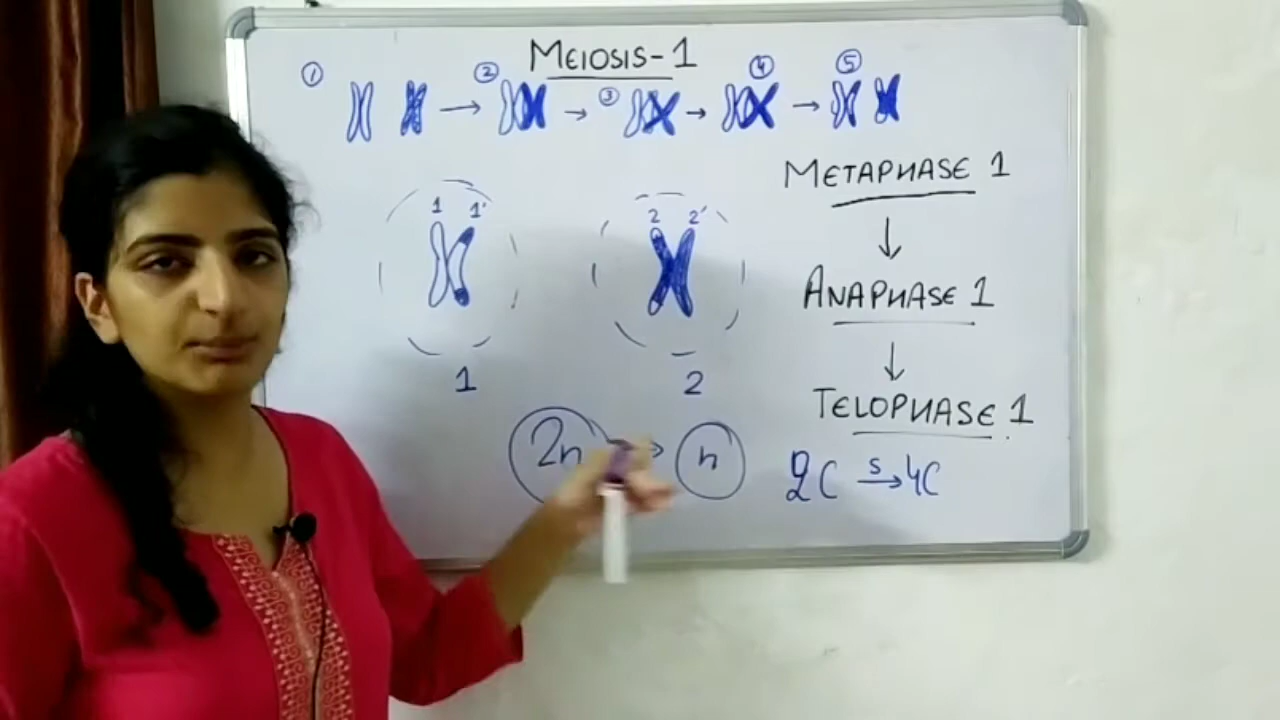 MEIOSIS-1
① ② ③ ④ ⑤
METAPHASE 1
1 1' 2 2'
ANAPHASE 1
1 2
TELOPHASE 1
2n → n
2C S→ 4C